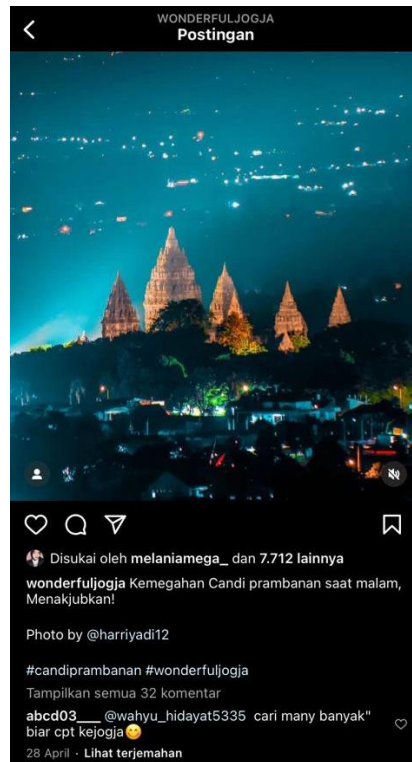 WONDERFULJOGJA
Postingan
Disukai oleh melaniamega_ dan 7.712 lainnya
wonderfuljogja Kemegahan Candi prambanan saat malam,
Menakjubkan!
Photo by @harriyadi12
#candiprambanan #wonderfuljogja
Tampilkan semua 32 komentar
abcd03___ @wahyu_hidayat5335 cari many banyak"
biar cpt kejogja😋
28 April · Lihat terjemahan